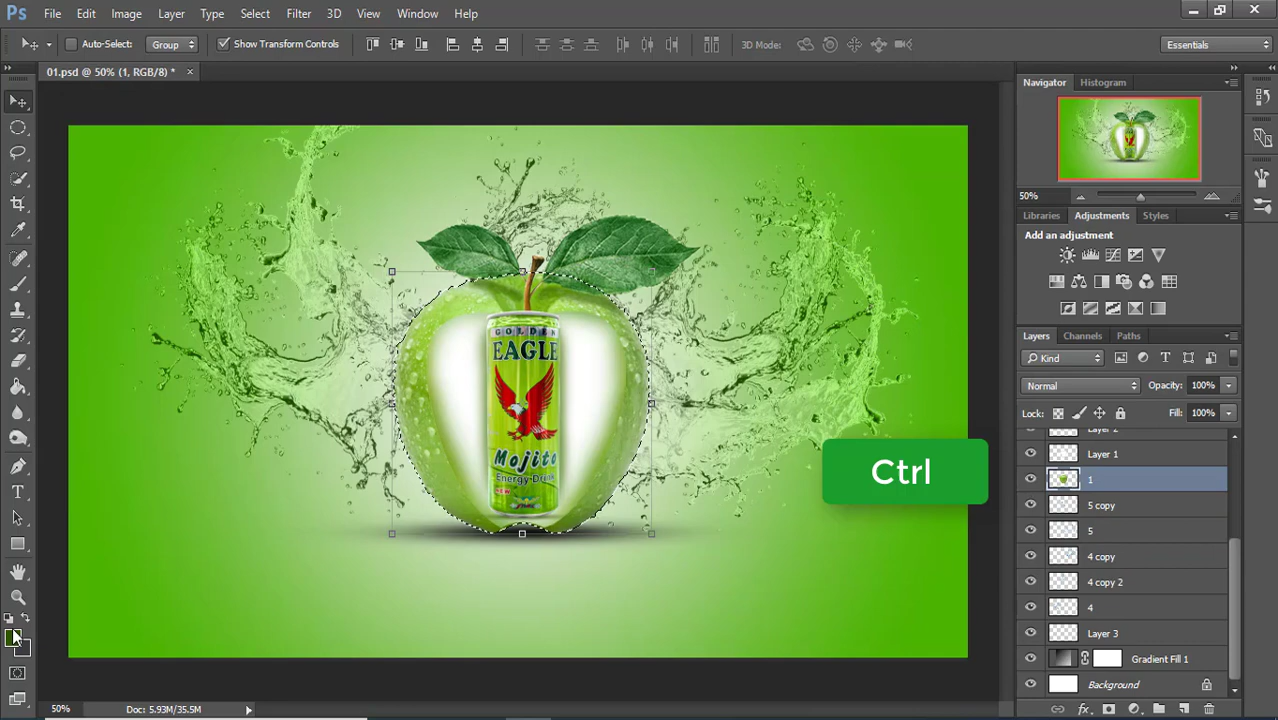 Ps File Edit Image Layer Type Select Filter 3D View Window Help
Auto-Select: Group Show Transform Controls 3D Mode: Essentials
01.psd @ 50% (1, RGB/8) * ×
Navigator Histogram
50%
Libraries Adjustments Styles
Add an adjustment
Layers Channels Paths
Kind
Normal Opacity: 100%
Lock: Fill: 100%
Layer 2
Layer 1
1
5 copy
5
4 copy
4 copy 2
4
Layer 3
Gradient Fill 1
Background
GOLDEN
EAGLE
Mojito
Energy Drink
NEW
Ctrl
50% Doc: 5.93M/35.5M